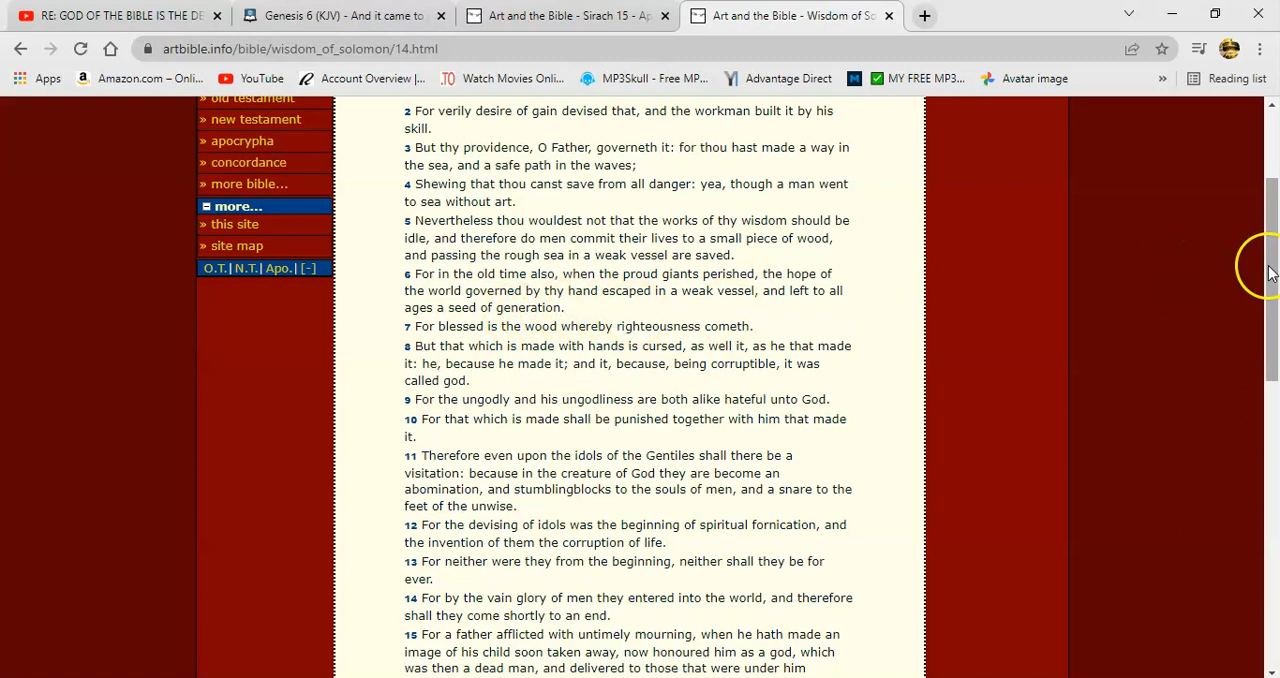 RE: GOD OF THE BIBLE IS THE DE
Genesis 6 (KJV) - And it came to
Art and the Bible - Sirach 15 - Ap
Art and the Bible - Wisdom of So
artbible.info/bible/wisdom_of_solomon/14.html
Apps
Amazon.com – Onli...
YouTube
Account Overview |...
Watch Movies Onlin...
MP3Skull - Free MP...
Advantage Direct
MY FREE MP3...
Avatar image
»
Reading list
» old testament
» new testament
» apocrypha
» concordance
» more bible...
more...
» this site
» site map
O.T.| N.T.| Apo.| [-]
2 For verily desire of gain devised that, and the workman built it by his
skill.
3 But thy providence, O Father, governeth it: for thou hast made a way in
the sea, and a safe path in the waves;
4 Shewing that thou canst save from all danger: yea, though a man went
to sea without art.
5 Nevertheless thou wouldest not that the works of thy wisdom should be
idle, and therefore do men commit their lives to a small piece of wood,
and passing the rough sea in a weak vessel are saved.
6 For in the old time also, when the proud giants perished, the hope of
the world governed by thy hand escaped in a weak vessel, and left to all
ages a seed of generation.
7 For blessed is the wood whereby righteousness cometh.
8 But that which is made with hands is cursed, as well it, as he that made
it: he, because he made it; and it, because, being corruptible, it was
called god.
9 For the ungodly and his ungodliness are both alike hateful unto God.
10 For that which is made shall be punished together with him that made
it.
11 Therefore even upon the idols of the Gentiles shall there be a
visitation: because in the creature of God they are become an
abomination, and stumblingblocks to the souls of men, and a snare to the
feet of the unwise.
12 For the devising of idols was the beginning of spiritual fornication, and
the invention of them the corruption of life.
13 For neither were they from the beginning, neither shall they be for
ever.
14 For by the vain glory of men they entered into the world, and therefore
shall they come shortly to an end.
15 For a father afflicted with untimely mourning, when he hath made an
image of his child soon taken away, now honoured him as a god, which
was then a dead man, and delivered to those that were under him